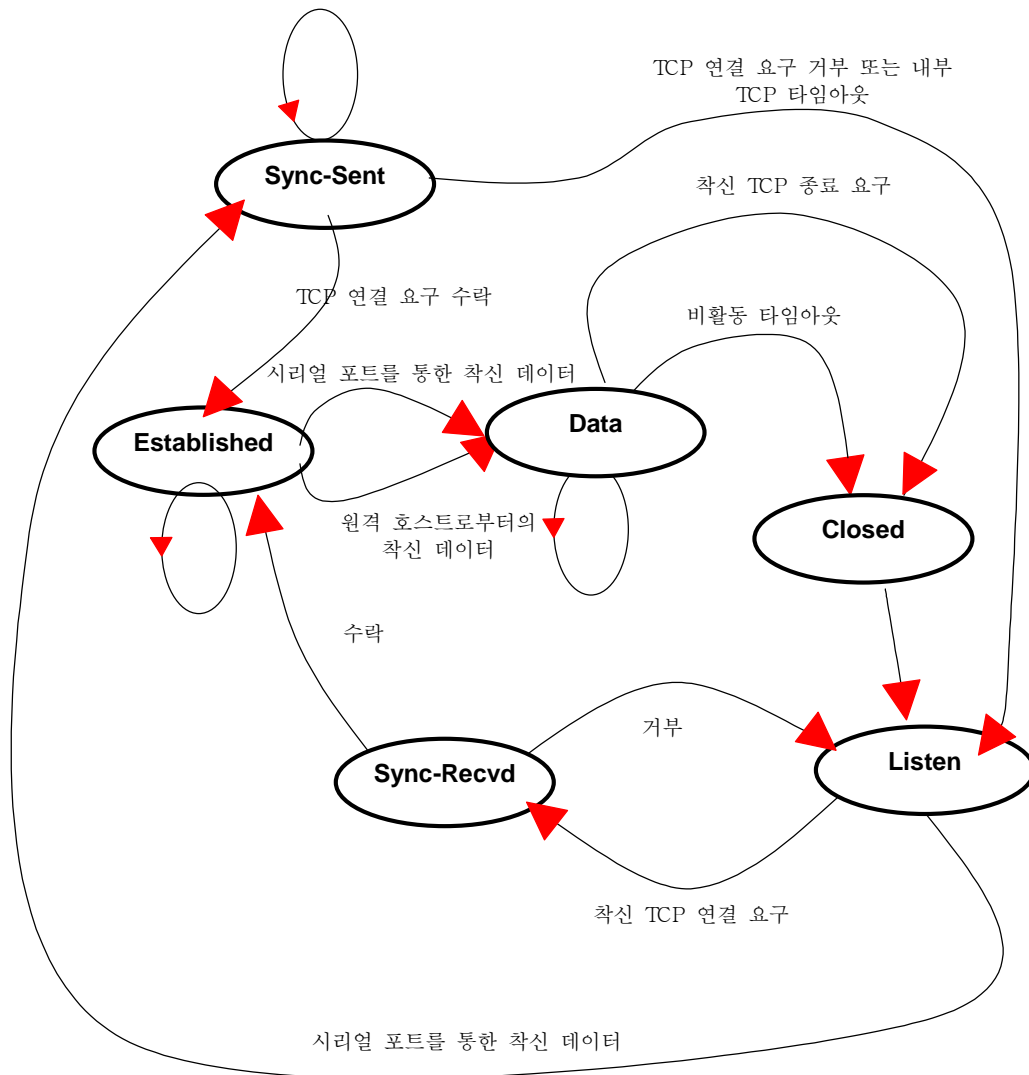 TCP 연결 요구 거부 또는 내부
TCP 타임아웃
Sync-Sent
착신 TCP 종료 요구
TCP 연결 요구 수락
비활동 타임아웃
시리얼 포트를 통한 착신 데이터
Data
Established
원격 호스트로부터의
착신 데이터
Closed
수락
거부
Sync-Recvd
Listen
착신 TCP 연결 요구
시리얼 포트를 통한 착신 데이터